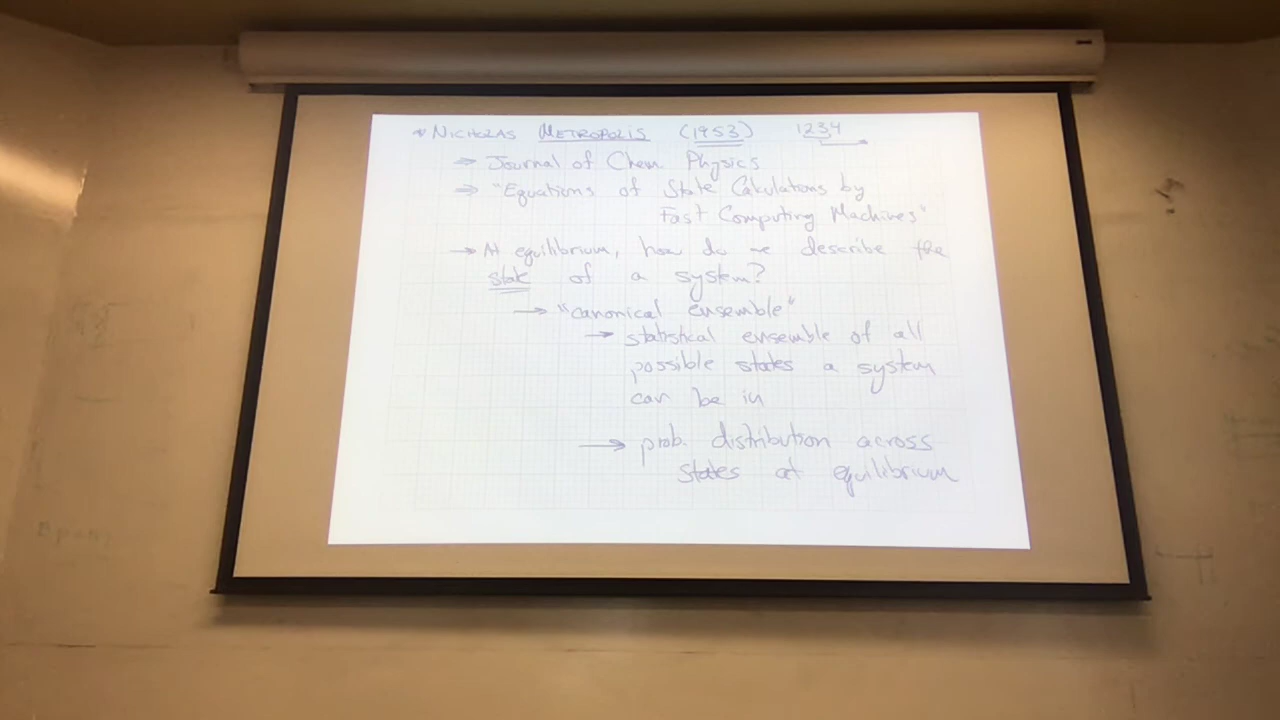 * NICHOLAS METROPOLIS (1953) 1234
⇒ Journal of Chem. Physics
⇒ "Equations of State Calculations by
Fast Computing Machines"
→ At equilibrium, how do we describe the
state of a system?
→ "canonical ensemble"
→ statistical ensemble of all
possible states a system
can be in
→ prob. distribution across
states at equilibrium